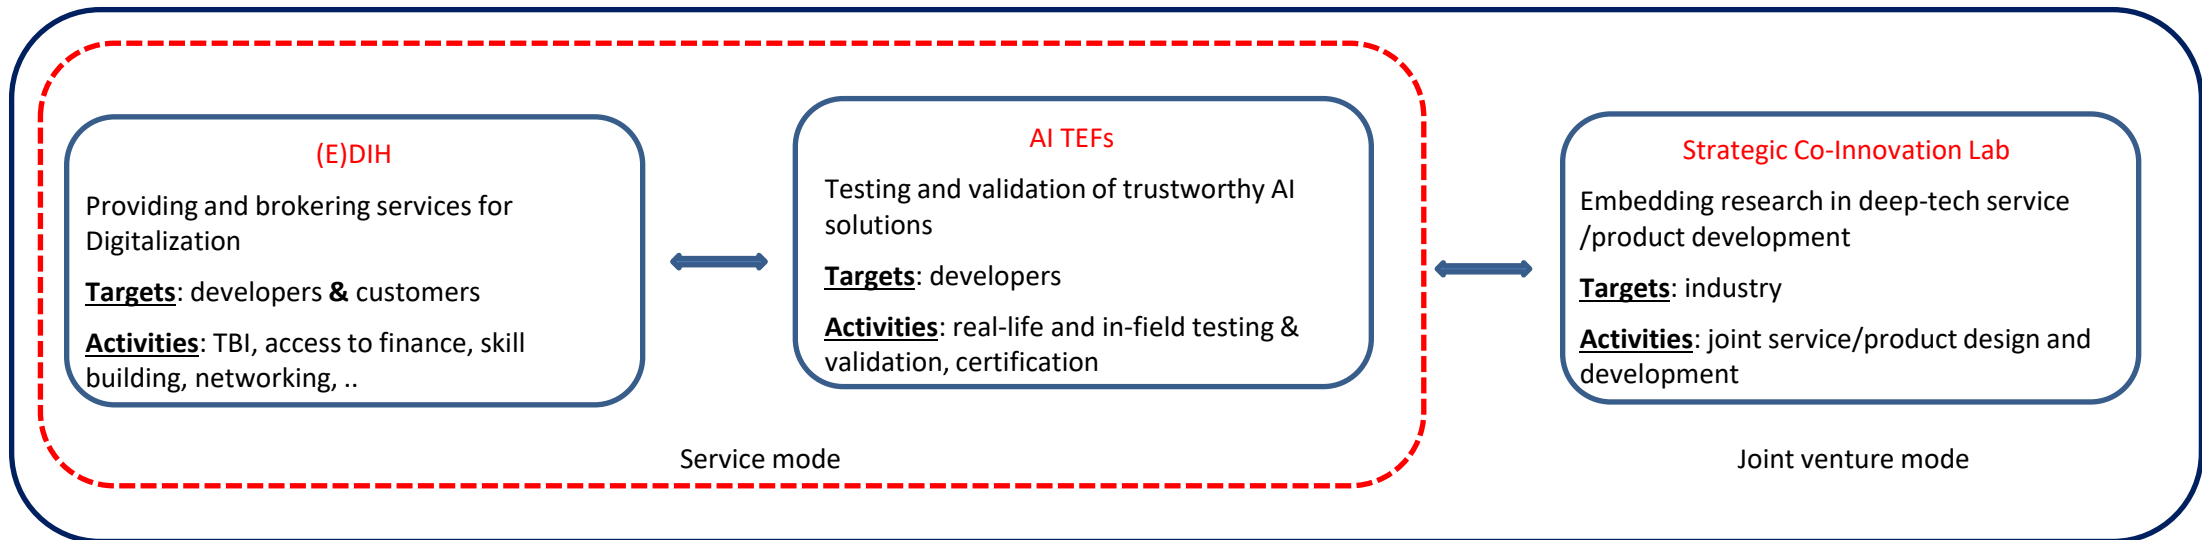 (E)DIH
Providing and brokering services for
Digitalization
Targets: developers & customers
Activities: TBI, access to finance, skill
building, networking, ..
AI TEFs
Testing and validation of trustworthy AI
solutions
Targets: developers
Activities: real-life and in-field testing &
validation, certification
Service mode
Strategic Co-Innovation Lab
Embedding research in deep-tech service
/product development
Targets: industry
Activities: joint service/product design and
development
Joint venture mode